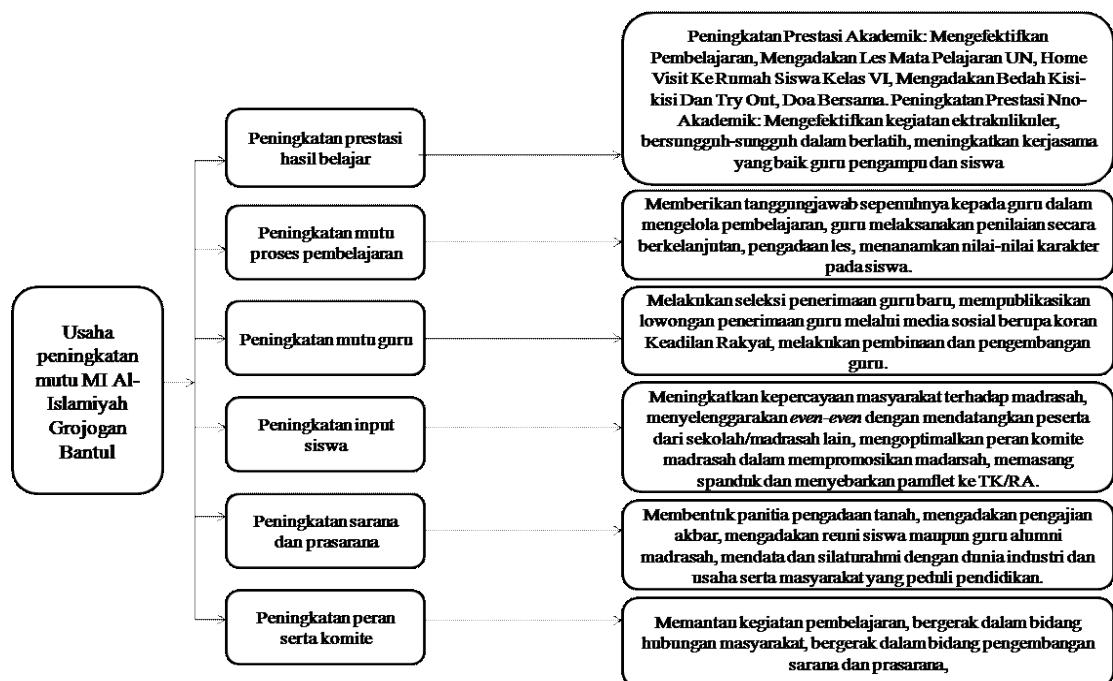 Usaha
peningkatan
mutu MI Al-
Islamiyah
Grojogan
Bantul
Peningkatan prestasi
hasil belajar
Peningkatan Prestasi Akademik: Mengefektifkan
Pembelajaran, Mengadakan Les Mata Pelajaran UN, Home
Visit Ke Rumah Siswa Kelas VI, Mengadakan Bedah Kisi-
kisi Dan Try Out, Doa Bersama. Peningkatan Prestasi Nno-
Akademik: Mengefektifkan kegiatan ektrakulikuler,
bersungguh-sungguh dalam berlatih, meningkatkan kerjasama
yang baik guru pengampu dan siswa
Peningkatan mutu
proses pembelajaran
Memberikan tanggungjawab sepenuhnya kepada guru dalam
mengelola pembelajaran, guru melaksanakan penilaian secara
berkelanjutan, pengadaan les, menanamkan nilai-nilai karakter
pada siswa.
Peningkatan mutu guru
Melakukan seleksi penerimaan guru baru, mempublikasikan
lowongan penerimaan guru melalui media sosial berupa koran
Keadilan Rakyat, melakukan pembinaan dan pengembangan
guru.
Peningkatan input
siswa
Meningkatkan kepercayaan masyarakat terhadap madrasah,
menyelenggarakan even-even dengan mendatangkan peserta
dari sekolah/madrasah lain, mengoptimalkan peran komite
madrasah dalam mempromosikan madarsah, memasang
spanduk dan menyebarkan pamflet ke TK/RA.
Peningkatan sarana
dan prasarana
Membentuk panitia pengadaan tanah, mengadakan pengajian
akbar, mengadakan reuni siswa maupun guru alumni
madrasah, mendata dan silaturahmi dengan dunia industri dan
usaha serta masyarakat yang peduli pendidikan.
Peningkatan peran
serta komite
Memantau kegiatan pembelajaran, bergerak dalam bidang
hubungan masyarakat, bergerak dalam bidang pengembangan
sarana dan prasarana,